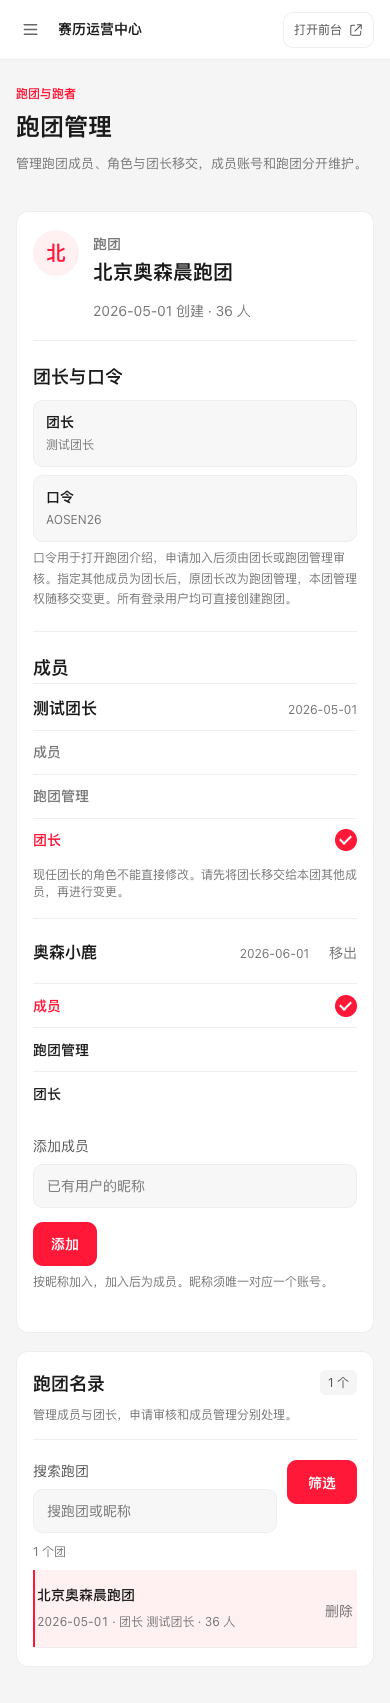 赛历运营中心
打开前台
跑团与跑者
跑团管理
管理跑团成员、角色与团长移交，成员账号和跑团分开维护。
北
跑团
北京奥森晨跑团
2026-05-01 创建 · 36 人
团长与口令
团长
测试团长
口令
AOSEN26
口令用于打开跑团介绍，申请加入后须由团长或跑团管理审
核。指定其他成员为团长后，原团长改为跑团管理，本团管理
权随移交变更。所有登录用户均可直接创建跑团。
成员
测试团长
2026-05-01
成员
跑团管理
团长
现任团长的角色不能直接修改。请先将团长移交给本团其他成
员，再进行变更。
奥森小鹿
2026-06-01
移出
成员
跑团管理
团长
添加成员
已有用户的昵称
添加
按昵称加入，加入后为成员。昵称须唯一对应一个账号。
跑团名录
1 个
管理成员与团长，申请审核和成员管理分别处理。
搜索跑团
搜跑团或昵称
筛选
1 个团
北京奥森晨跑团
2026-05-01 · 团长 测试团长 · 36 人
删除